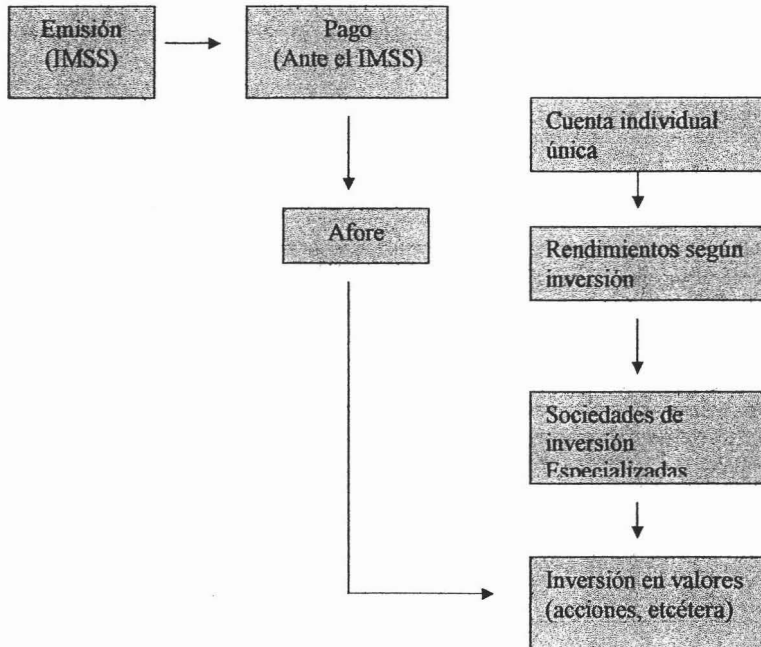 Emisión
(IMSS)
Pago
(Ante el IMSS)
Cuenta individual
única
Afore
Rendimientos según
inversión
Sociedades de
inversión
Especializadas
Inversión en valores
(acciones, etcétera)